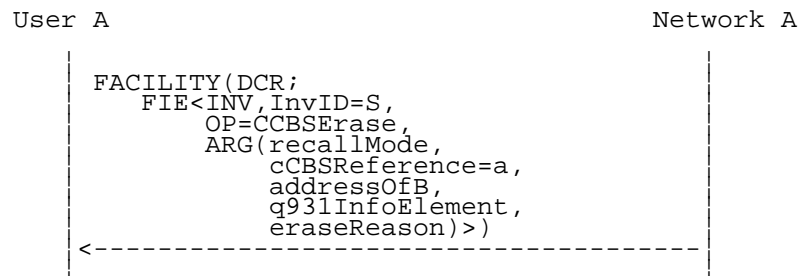 User A Network A
FACILITY(DCR;
FIE<INV,InvID=S,
OP=CCBSErase,
ARG(recallMode,
cCBSReference=a,
addressOfB,
q931InfoElement,
eraseReason)>)